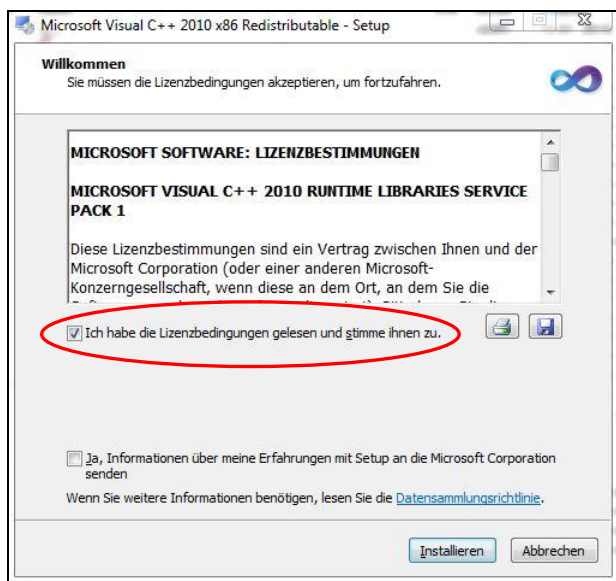 Microsoft Visual C++ 2010 x86 Redistributable - Setup
Willkommen
Sie müssen die Lizenzbedingungen akzeptieren, um fortzufahren.
MICROSOFT SOFTWARE: LIZENZBESTIMMUNGEN
MICROSOFT VISUAL C++ 2010 RUNTIME LIBRARIES SERVICE
PACK 1
Diese Lizenzbestimmungen sind ein Vertrag zwischen Ihnen und der
Microsoft Corporation (oder einer anderen Microsoft-
Konzerngesellschaft, wenn diese an dem Ort, an dem Sie die
Ich habe die Lizenzbedingungen gelesen und stimme ihnen zu.
Ja, Informationen über meine Erfahrungen mit Setup an die Microsoft Corporation
senden
Wenn Sie weitere Informationen benötigen, lesen Sie die Datensammlungsrichtlinie.
Installieren
Abbrechen